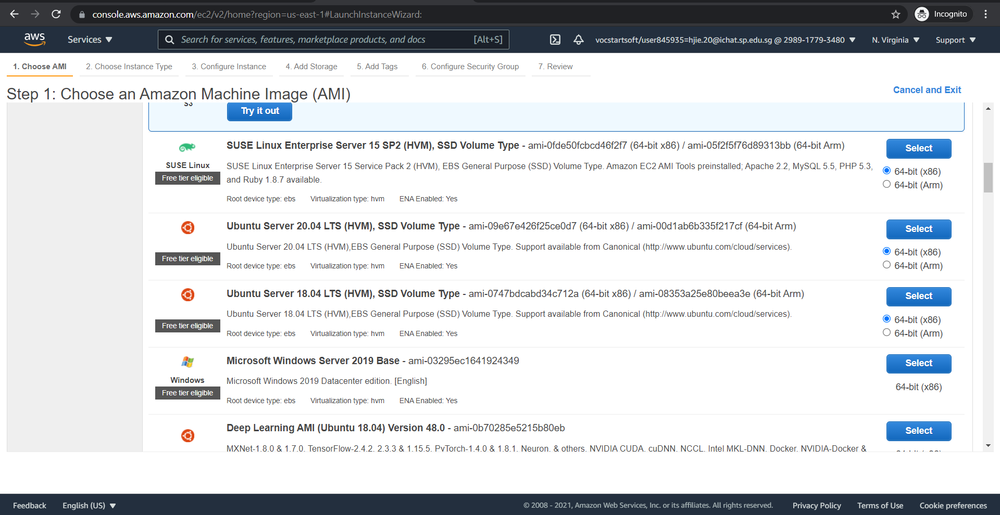 console.aws.amazon.com/ec2/v2/home?region=us-east-1#LaunchInstanceWizard:
Incognito
aws
Services
Search for services, features, marketplace products, and docs [Alt+S]
vocstartsoft/user845935=hjie.20@ichat.sp.edu.sg @ 2989-1779-3480
N. Virginia
Support
1. Choose AMI
2. Choose Instance Type
3. Configure Instance
4. Add Storage
5. Add Tags
6. Configure Security Group
7. Review
Step 1: Choose an Amazon Machine Image (AMI)
Cancel and Exit
S3
Try it out
SUSE Linux Enterprise Server 15 SP2 (HVM), SSD Volume Type - ami-0fde50fcbcd46f2f7 (64-bit x86) / ami-05f2f5f76d89313bb (64-bit Arm)
Select
SUSE Linux
Free tier eligible
SUSE Linux Enterprise Server 15 Service Pack 2 (HVM), EBS General Purpose (SSD) Volume Type. Amazon EC2 AMI Tools preinstalled; Apache 2.2, MySQL 5.5, PHP 5.3,
and Ruby 1.8.7 available.
64-bit (x86)
64-bit (Arm)
Root device type: ebs Virtualization type: hvm ENA Enabled: Yes
Ubuntu Server 20.04 LTS (HVM), SSD Volume Type - ami-09e67e426f25ce0d7 (64-bit x86) / ami-00d1ab6b335f217cf (64-bit Arm)
Select
Ubuntu Server 20.04 LTS (HVM),EBS General Purpose (SSD) Volume Type. Support available from Canonical (http://www.ubuntu.com/cloud/services).
Free tier eligible
64-bit (x86)
64-bit (Arm)
Root device type: ebs Virtualization type: hvm ENA Enabled: Yes
Ubuntu Server 18.04 LTS (HVM), SSD Volume Type - ami-0747bdcabd34c712a (64-bit x86) / ami-08353a25e80beea3e (64-bit Arm)
Select
Ubuntu Server 18.04 LTS (HVM),EBS General Purpose (SSD) Volume Type. Support available from Canonical (http://www.ubuntu.com/cloud/services).
Free tier eligible
64-bit (x86)
64-bit (Arm)
Root device type: ebs Virtualization type: hvm ENA Enabled: Yes
Microsoft Windows Server 2019 Base - ami-03295ec1641924349
Select
Windows
Free tier eligible
Microsoft Windows 2019 Datacenter edition. [English]
64-bit (x86)
Root device type: ebs Virtualization type: hvm ENA Enabled: Yes
Deep Learning AMI (Ubuntu 18.04) Version 48.0 - ami-0b70285e5215b80eb
Select
MXNet-1.8.0 & 1.7.0, TensorFlow-2.4.2, 2.3.3 & 1.15.5, PyTorch-1.4.0 & 1.8.1, Neuron, & others. NVIDIA CUDA, cuDNN, NCCL, Intel MKL-DNN, Docker, NVIDIA-Docker &
Feedback
English (US)
© 2008 - 2021, Amazon Web Services, Inc. or its affiliates. All rights reserved.
Privacy Policy
Terms of Use
Cookie preferences